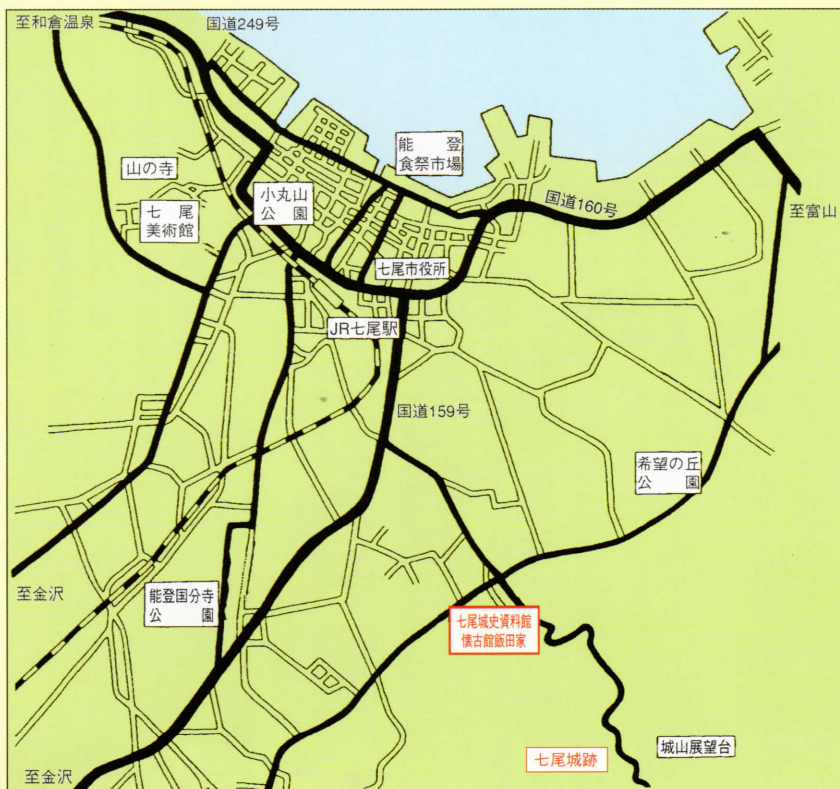 至和倉温泉
国道249号
能登
食祭市場
山の寺
小丸山
公園
七尾
美術館
国道160号
至富山
七尾市役所
JR七尾駅
国道159号
希望の丘
公園
至金沢
能登国分寺
公園
七尾城史資料館
懐古館飯田家
城山展望台
七尾城跡
至金沢